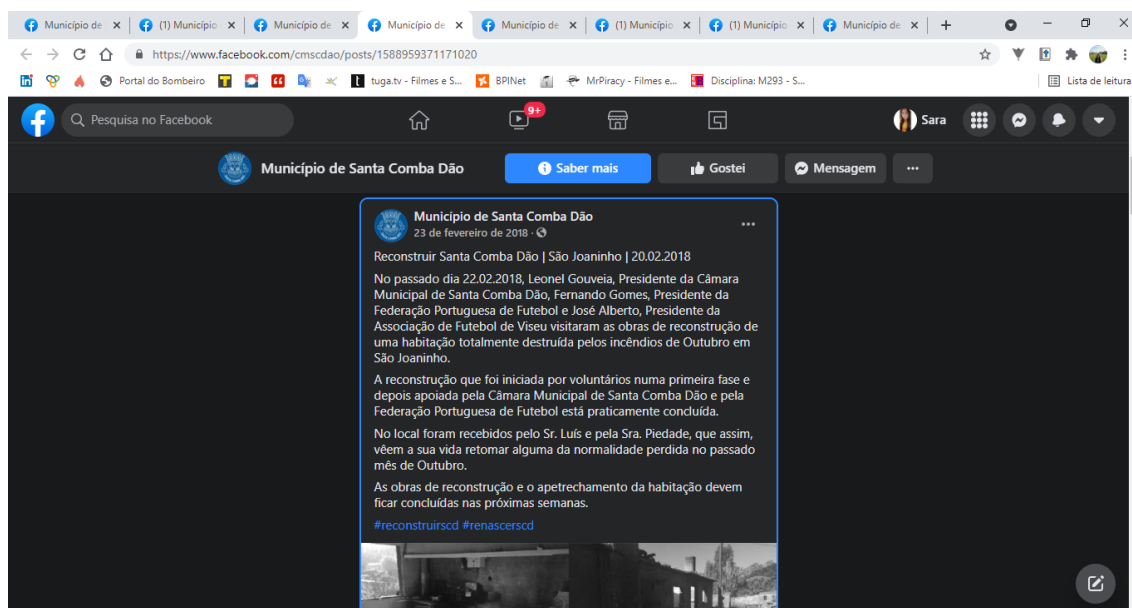 Município de
(1) Município
Município de
Município de
Município de
(1) Município
(1) Município
Município de
https://www.facebook.com/cmscdao/posts/1588959371171020
Portal do Bombeiro
tuga.tv - Filmes e S...
BPINet
MrPiracy - Filmes e...
Disciplina: M293 - S...
Lista de leitura
Pesquisa no Facebook
9+
Sara
Município de Santa Comba Dão
Saber mais
Gostei
Mensagem
Município de Santa Comba Dão
23 de fevereiro de 2018 ·
Reconstruir Santa Comba Dão | São Joaninho | 20.02.2018
No passado dia 22.02.2018, Leonel Gouveia, Presidente da Câmara
Municipal de Santa Comba Dão, Fernando Gomes, Presidente da
Federação Portuguesa de Futebol e José Alberto, Presidente da
Associação de Futebol de Viseu visitaram as obras de reconstrução de
uma habitação totalmente destruída pelos incêndios de Outubro em
São Joaninho.
A reconstrução que foi iniciada por voluntários numa primeira fase e
depois apoiada pela Câmara Municipal de Santa Comba Dão e pela
Federação Portuguesa de Futebol está praticamente concluída.
No local foram recebidos pelo Sr. Luís e pela Sra. Piedade, que assim,
vêem a sua vida retomar alguma da normalidade perdida no passado
mês de Outubro.
As obras de reconstrução e o apetrechamento da habitação devem
ficar concluídas nas próximas semanas.
#reconstruirscd #renascerscd